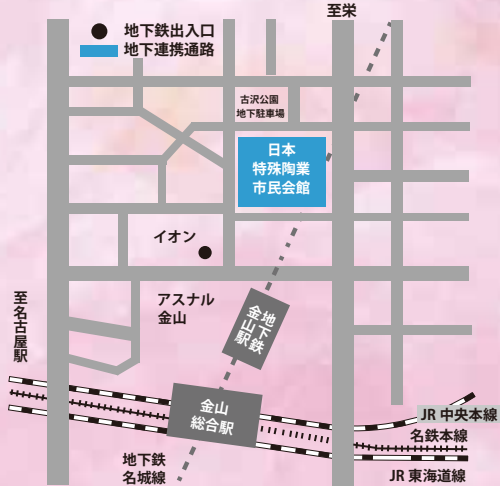 至栄
地下鉄出入口
地下連携通路
古沢公園
地下駐車場
日本
特殊陶業
市民会館
イオン
アスナル
金山
地下鉄
金山駅
至名古屋駅
金山
総合駅
JR 中央本線
名鉄本線
地下鉄
名城線
JR 東海道線